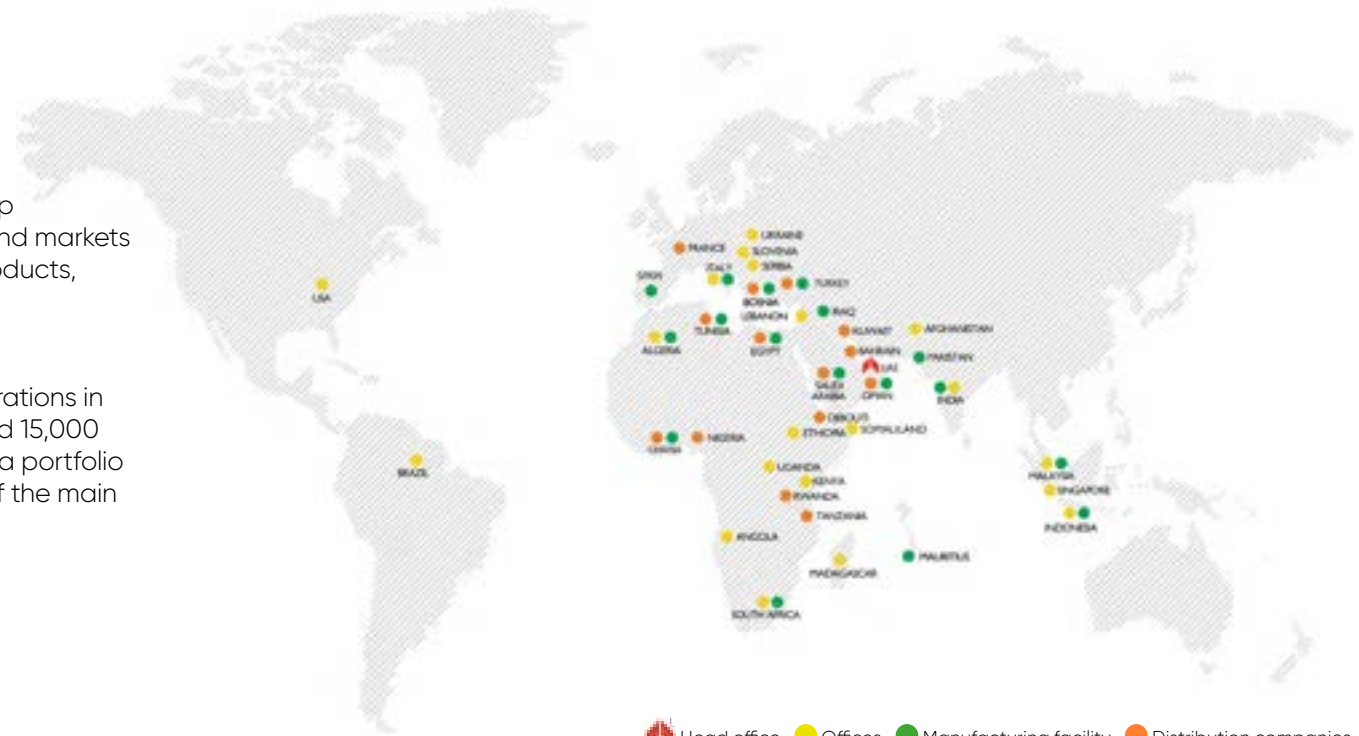 p
nd markets
oducts,
rations in
d 15,000
a portfolio
f the main
UKRAINE
FRANCE
SLOVENIA
ITALY
SERBIA
SPAIN
TURKEY
USA
BOSNIA
LEBANON
IRAQ
TUNISIA
KUWAIT
AFGHANISTAN
ALGERIA
EGYPT
BAHRAIN
PAKISTAN
UAE
SAUDI
ARABIA
OMAN
INDIA
DJIBOUTI
ETHIOPIA
SOMALILAND
GHANA
NIGERIA
BRAZIL
UGANDA
MALAYSIA
KENYA
SINGAPORE
RWANDA
TANZANIA
INDONESIA
ANGOLA
MAURITIUS
MADAGASCAR
SOUTH AFRICA
Head office Offices Manufacturing facility Distribution companies